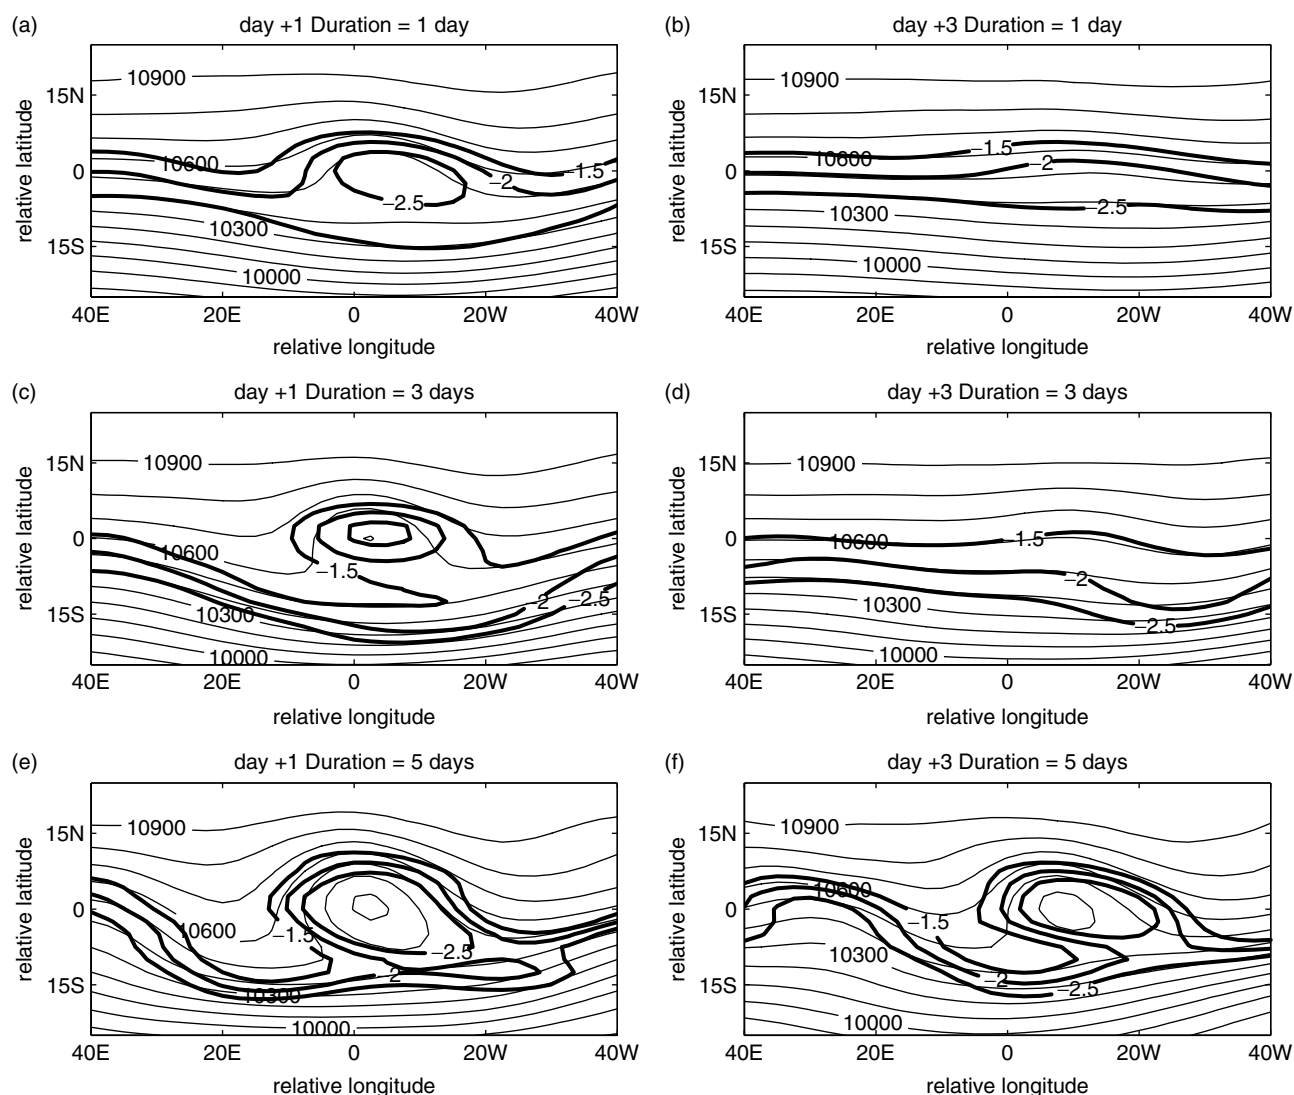 (a) day +1 Duration = 1 day
10900
15N
10600
−1.5
0
−2
−2.5
10300
15S
10000
40E 20E 0 20W 40W
relative longitude
relative latitude
(b) day +3 Duration = 1 day
10900
15N
−1.5
10600
−2
0
−2.5
10300
15S
10000
40E 20E 0 20W 40W
relative longitude
relative latitude
(c) day +1 Duration = 3 days
10900
15N
0
10600
−1.5
−2
−2.5
10300
15S
10000
40E 20E 0 20W 40W
relative longitude
relative latitude
(d) day +3 Duration = 3 days
10900
15N
0
10600
−1.5
−2
10300
15S
−2.5
10000
40E 20E 0 20W 40W
relative longitude
relative latitude
(e) day +1 Duration = 5 days
10900
15N
0
10600
−1.5
−2.5
−2
15S
10300
10000
40E 20E 0 20W 40W
relative longitude
relative latitude
(f) day +3 Duration = 5 days
10900
15N
10600
0
−1.5
10300
−2
15S
−2.5
10000
40E 20E 0 20W 40W
relative longitude
relative latitude